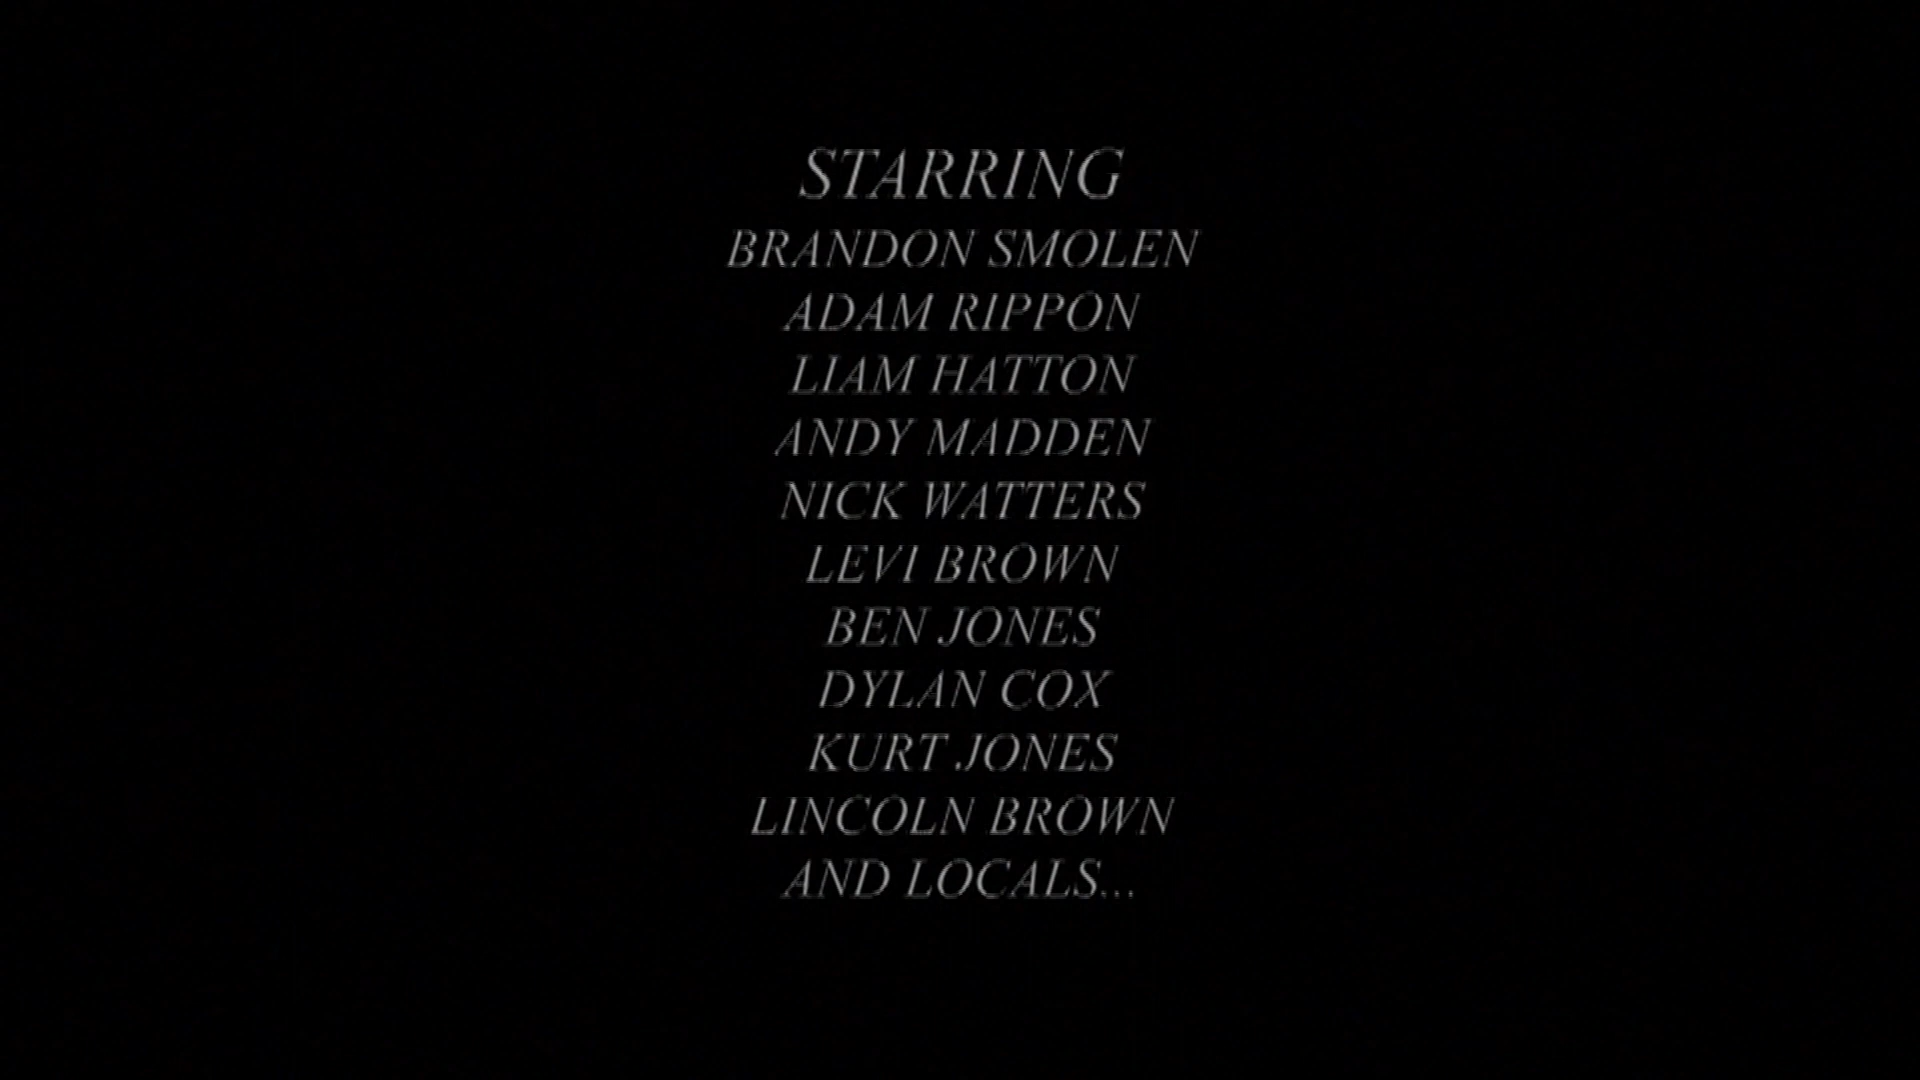 STARRING
BRANDON SMOLEN
ADAM RIPPON
LIAM HATTON
ANDY MADDEN
NICK WATTERS
LEVI BROWN
BEN JONES
DYLAN COX
KURT JONES
LINCOLN BROWN
AND LOCALS...